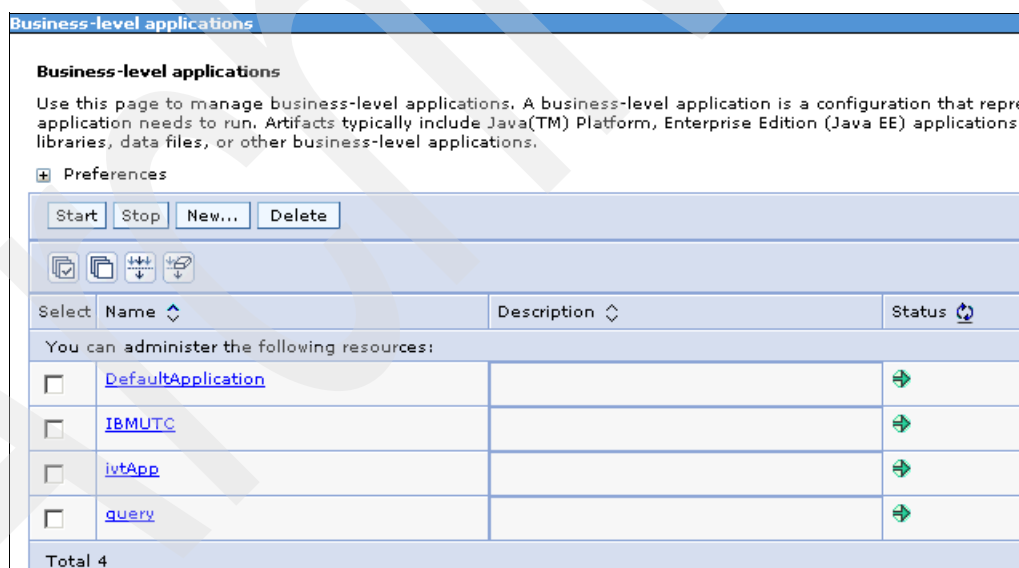 Business-level applications
Business-level applications
Use this page to manage business-level applications. A business-level application is a configuration that repre
application needs to run. Artifacts typically include Java(TM) Platform, Enterprise Edition (Java EE) applications
libraries, data files, or other business-level applications.
Preferences
Start Stop New... Delete
Select Name Description Status
You can administer the following resources:
DefaultApplication
IBMUTC
ivtApp
query
Total 4